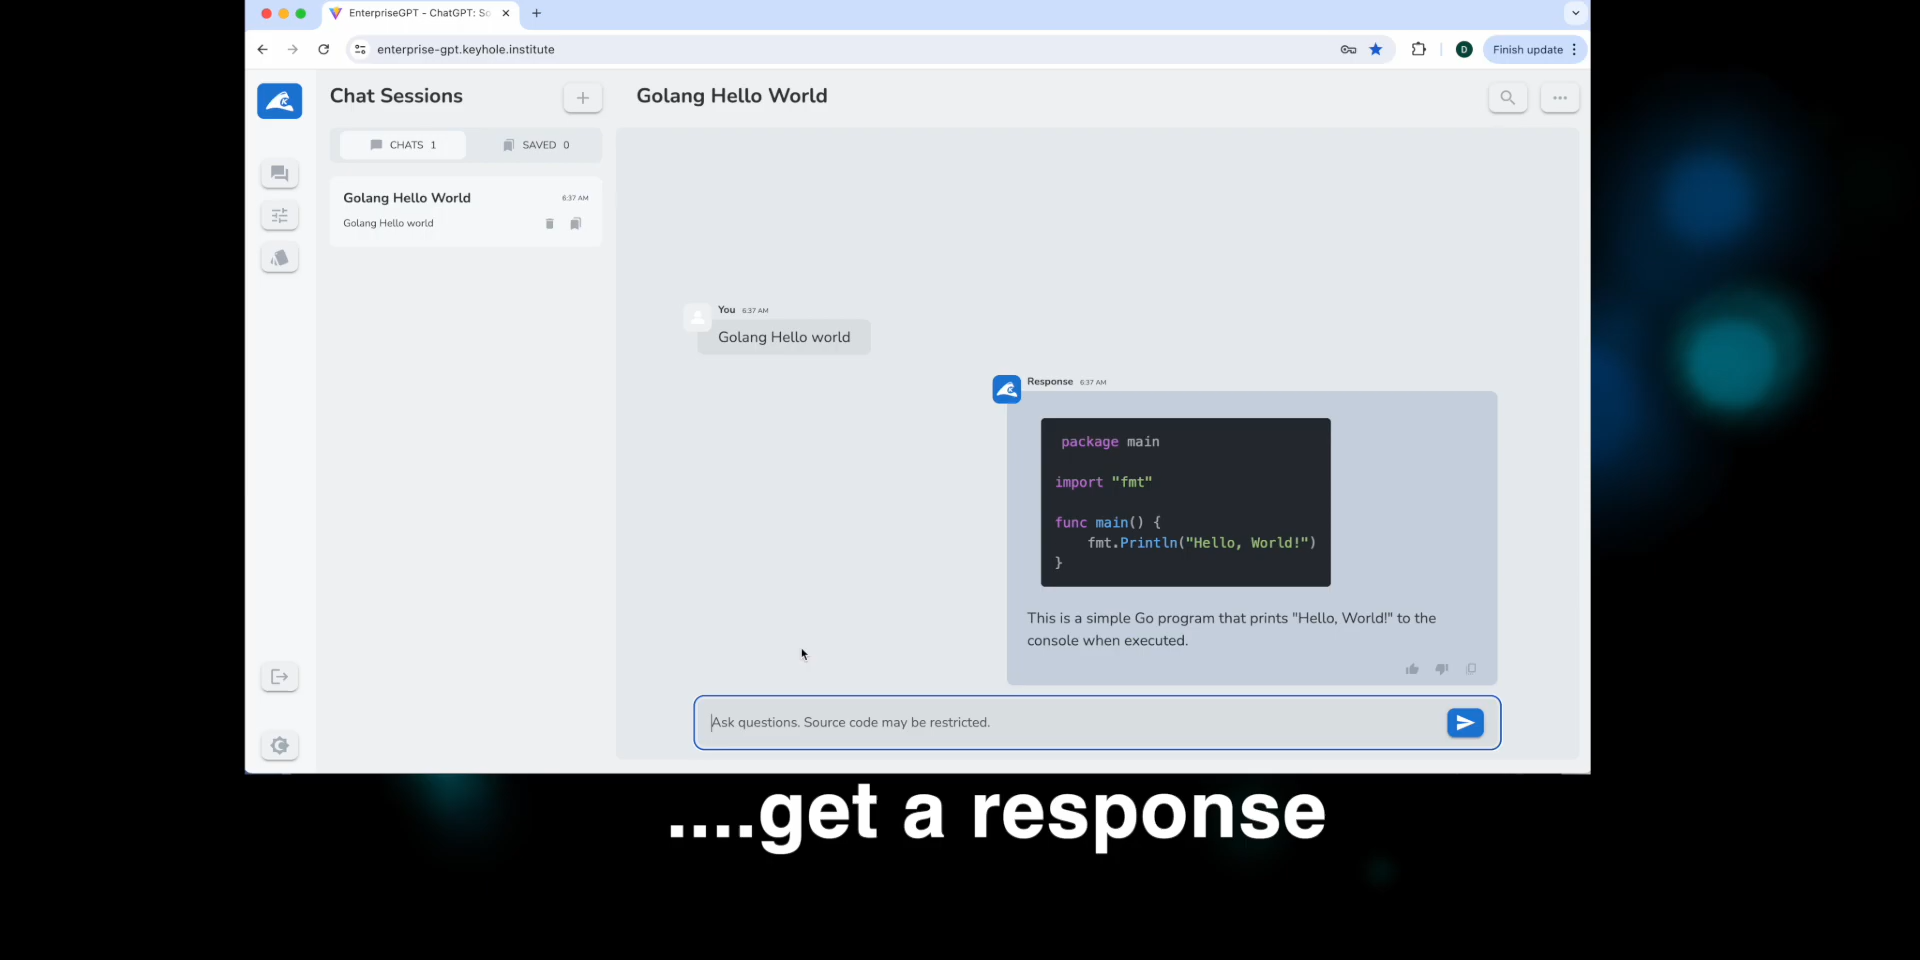 EnterpriseGPT - ChatGPT: So
enterprise-gpt.keyhole.institute
D
Finish update
Chat Sessions
Golang Hello World
CHATS 1
SAVED 0
Golang Hello World
6:37 AM
Golang Hello world
You 6:37 AM
Golang Hello world
Response 6:37 AM
package main
import "fmt"
func main() {
    fmt.Println("Hello, World!")
}
This is a simple Go program that prints "Hello, World!" to the
console when executed.
Ask questions. Source code may be restricted.
....get a response